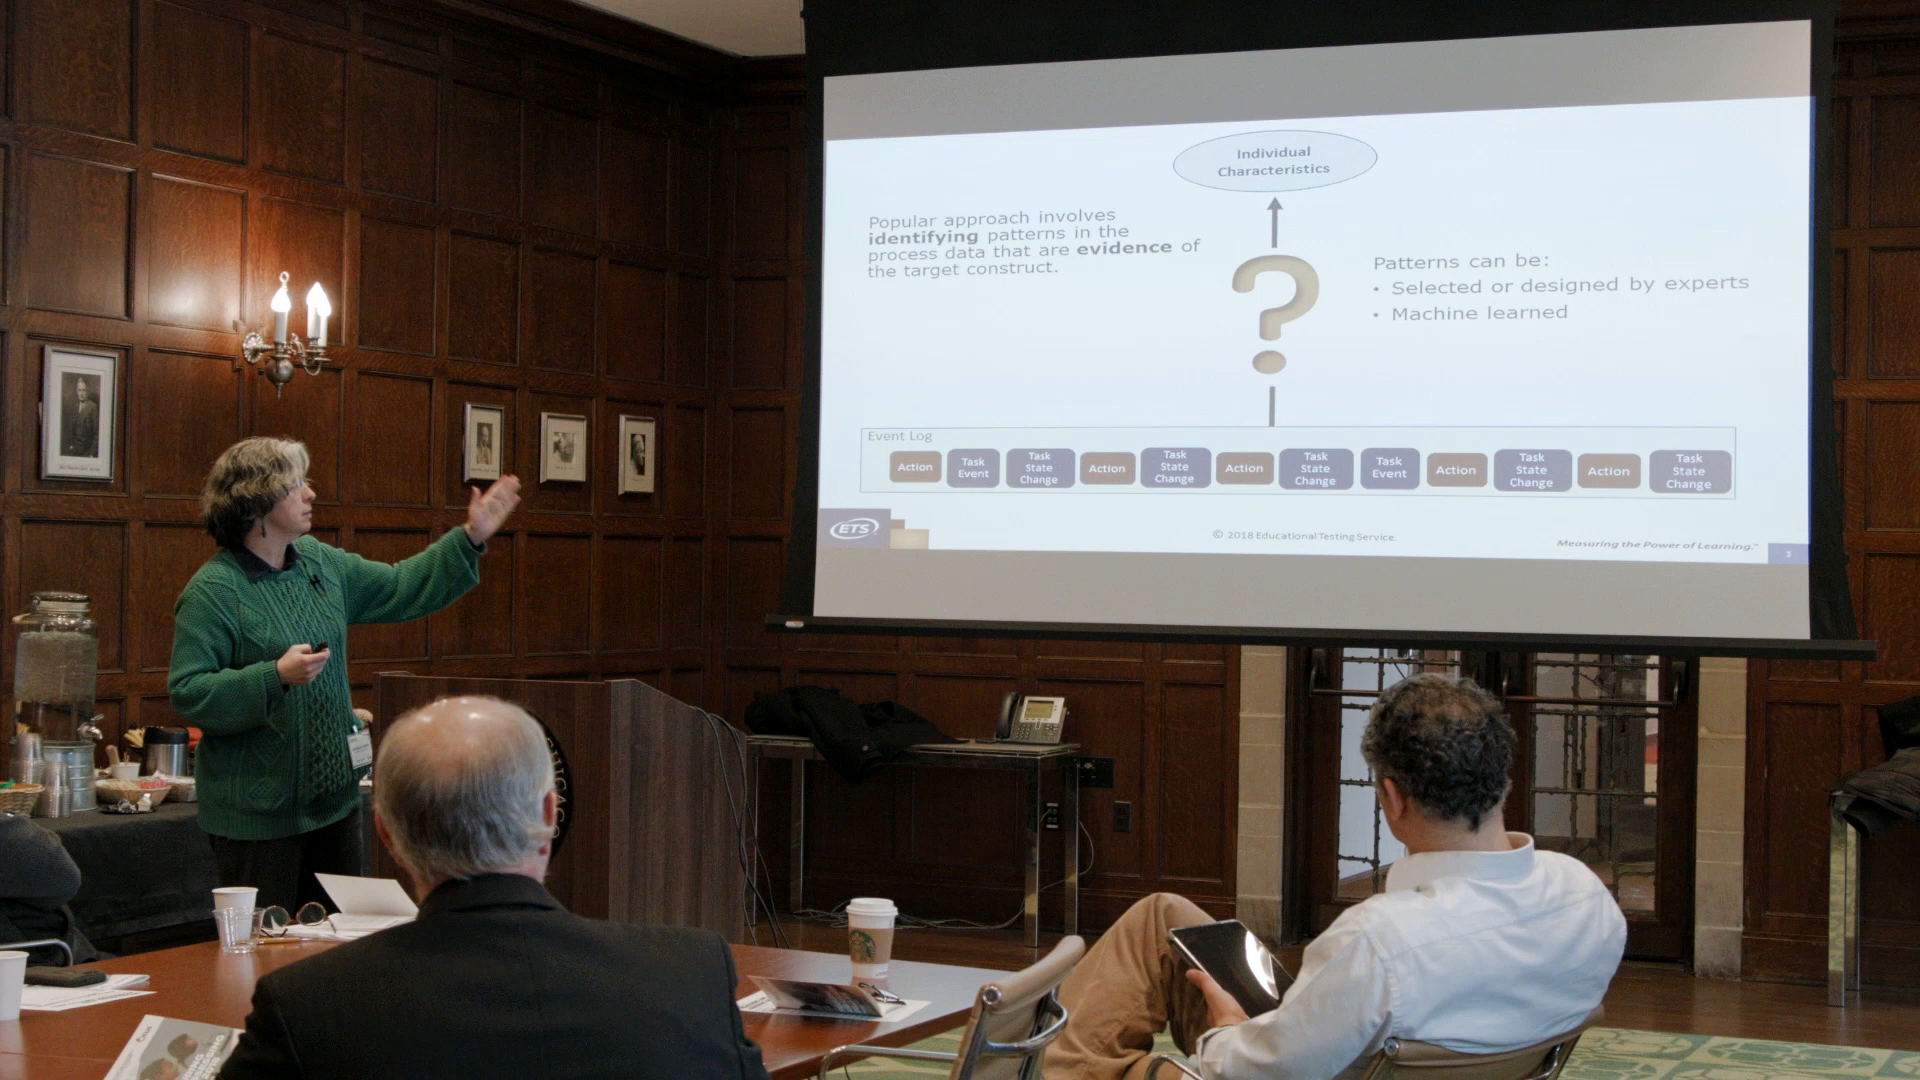 Individual
Characteristics
Popular approach involves
identifying patterns in the
process data that are evidence of
the target construct.
?
Patterns can be:
• Selected or designed by experts
• Machine learned
Event Log
Action
Task
Event
Task
State
Change
Action
Task
State
Change
Action
Task
State
Change
Task
Event
Action
Task
State
Change
Action
Task
State
Change
ETS
© 2018 Educational Testing Service.
Measuring the Power of Learning.™
3